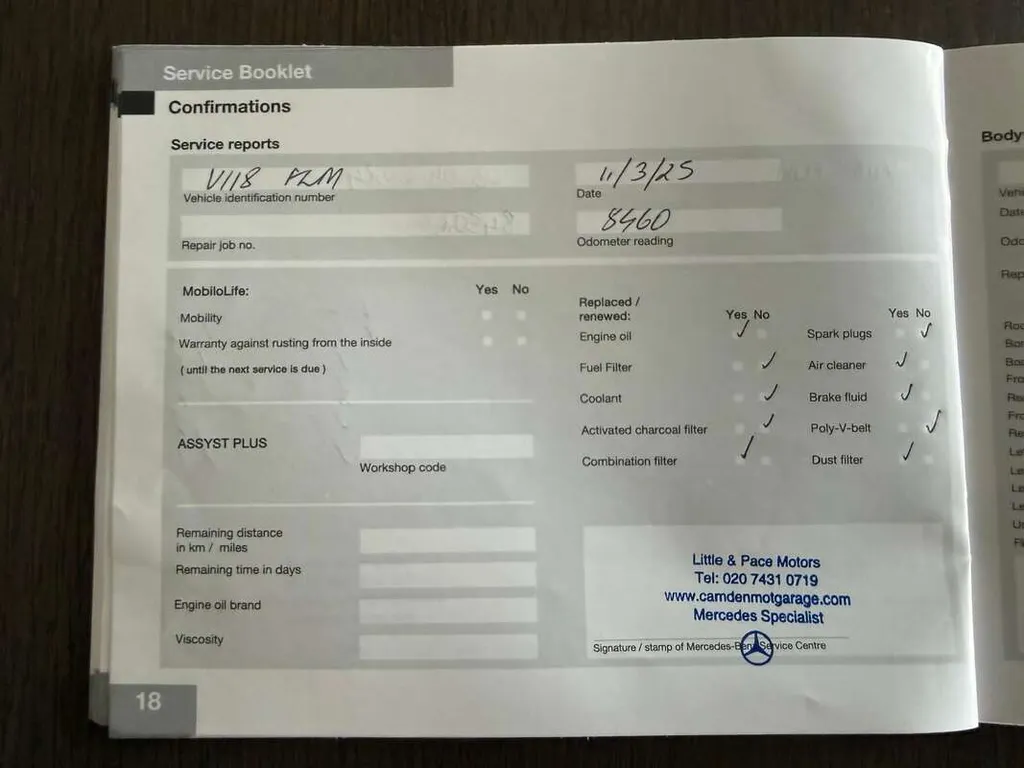 Service Booklet
Confirmations
Service reports
V118 FLM
Vehicle identification number
11/3/25
Date
Repair job no.
8460
Odometer reading
MobiloLife:
Yes No
Mobility
Warranty against rusting from the inside
( until the next service is due )
ASSYST PLUS
Workshop code
Remaining distance
in km / miles
Remaining time in days
Engine oil brand
Viscosity
Replaced /
renewed:
Yes No
Engine oil
Fuel Filter
Coolant
Activated charcoal filter
Combination filter
Yes No
Spark plugs
Air cleaner
Brake fluid
Poly-V-belt
Dust filter
Little & Pace Motors
Tel: 020 7431 0719
www.camdenmotgarage.com
Mercedes Specialist
Signature / stamp of Mercedes-Benz Service Centre
18
Body